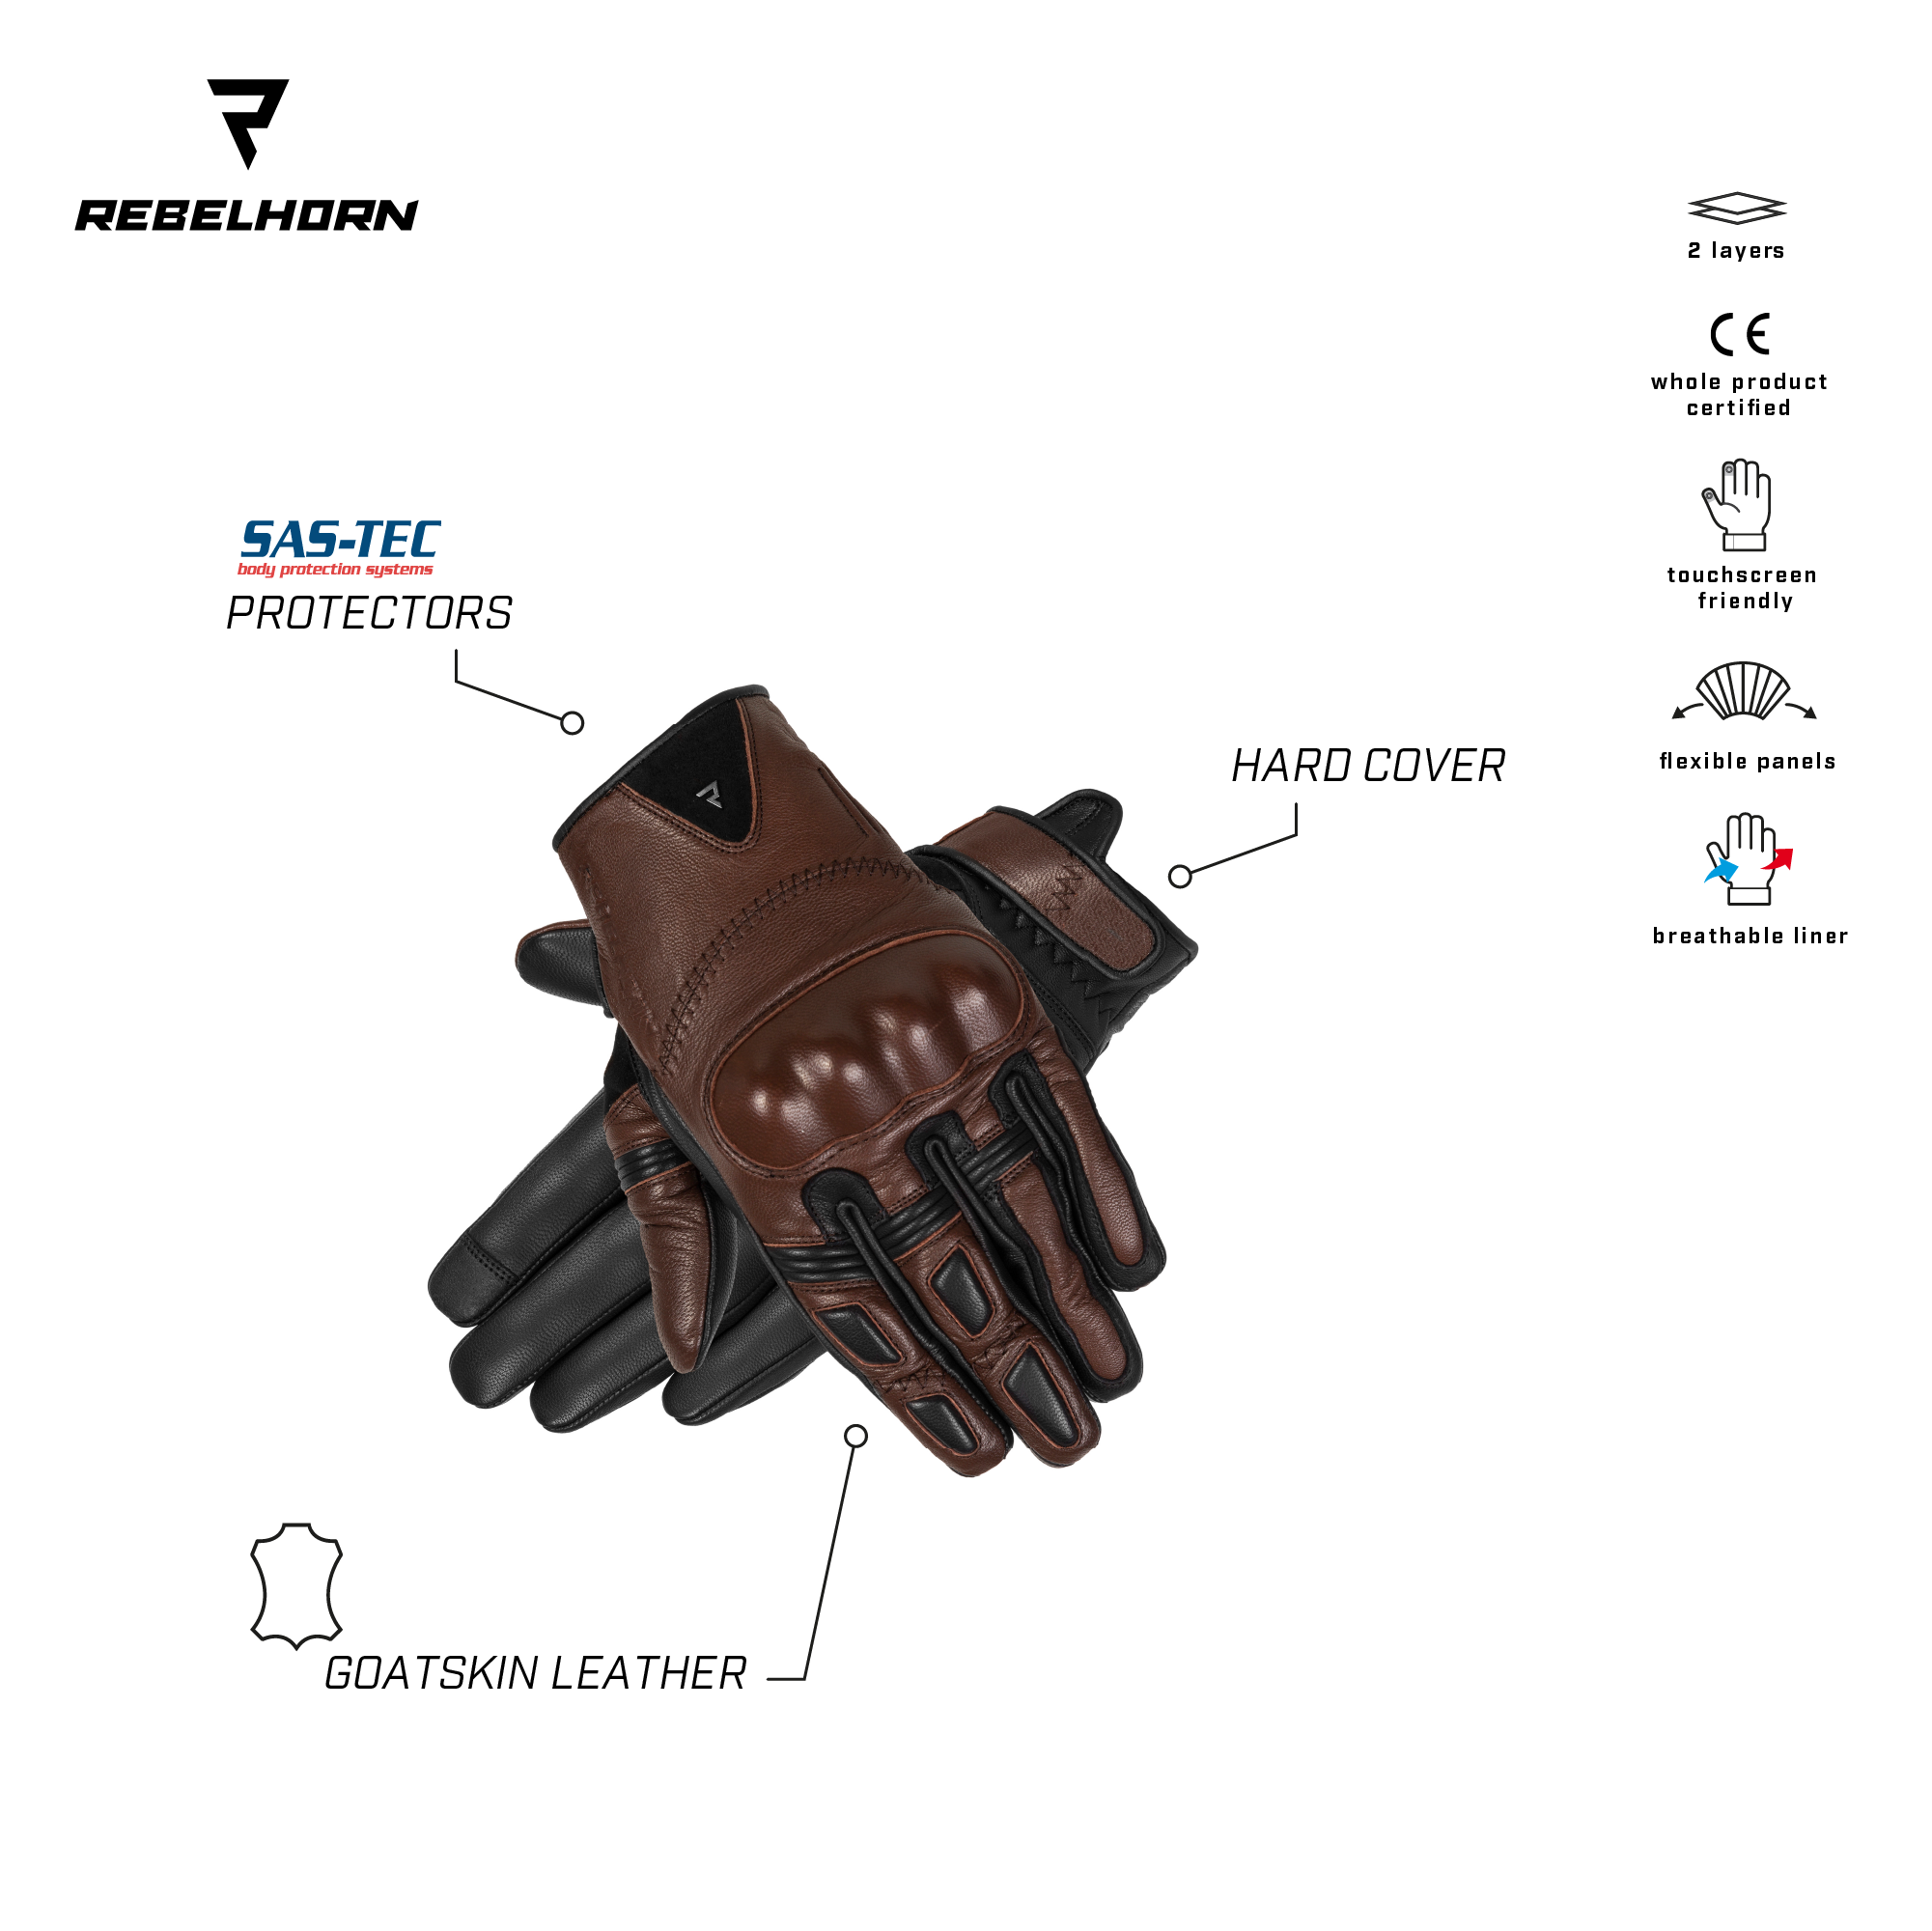 REBELHORN
2 layers
CE
whole product
certified
touchscreen
friendly
flexible panels
breathable liner
SAS-TEC
body protection systems
PROTECTORS
HARD COVER
GOATSKIN LEATHER